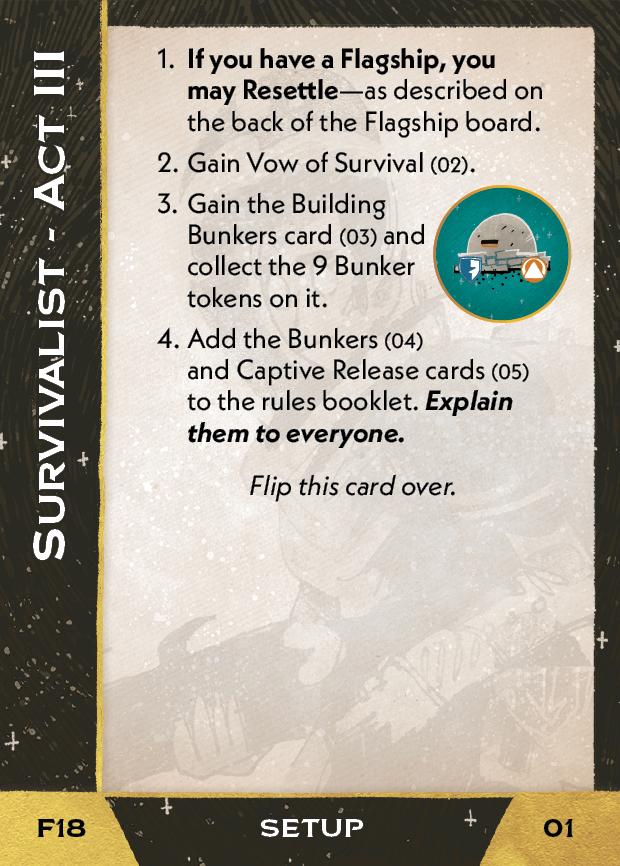 SURVIVALIST - ACT III
1. If you have a Flagship, you
may Resettle—as described on
the back of the Flagship board.
2. Gain Vow of Survival (02).
3. Gain the Building
Bunkers card (03) and
collect the 9 Bunker
tokens on it.
4. Add the Bunkers (04)
and Captive Release cards (05)
to the rules booklet. Explain
them to everyone.
Flip this card over.
F18 SETUP 01